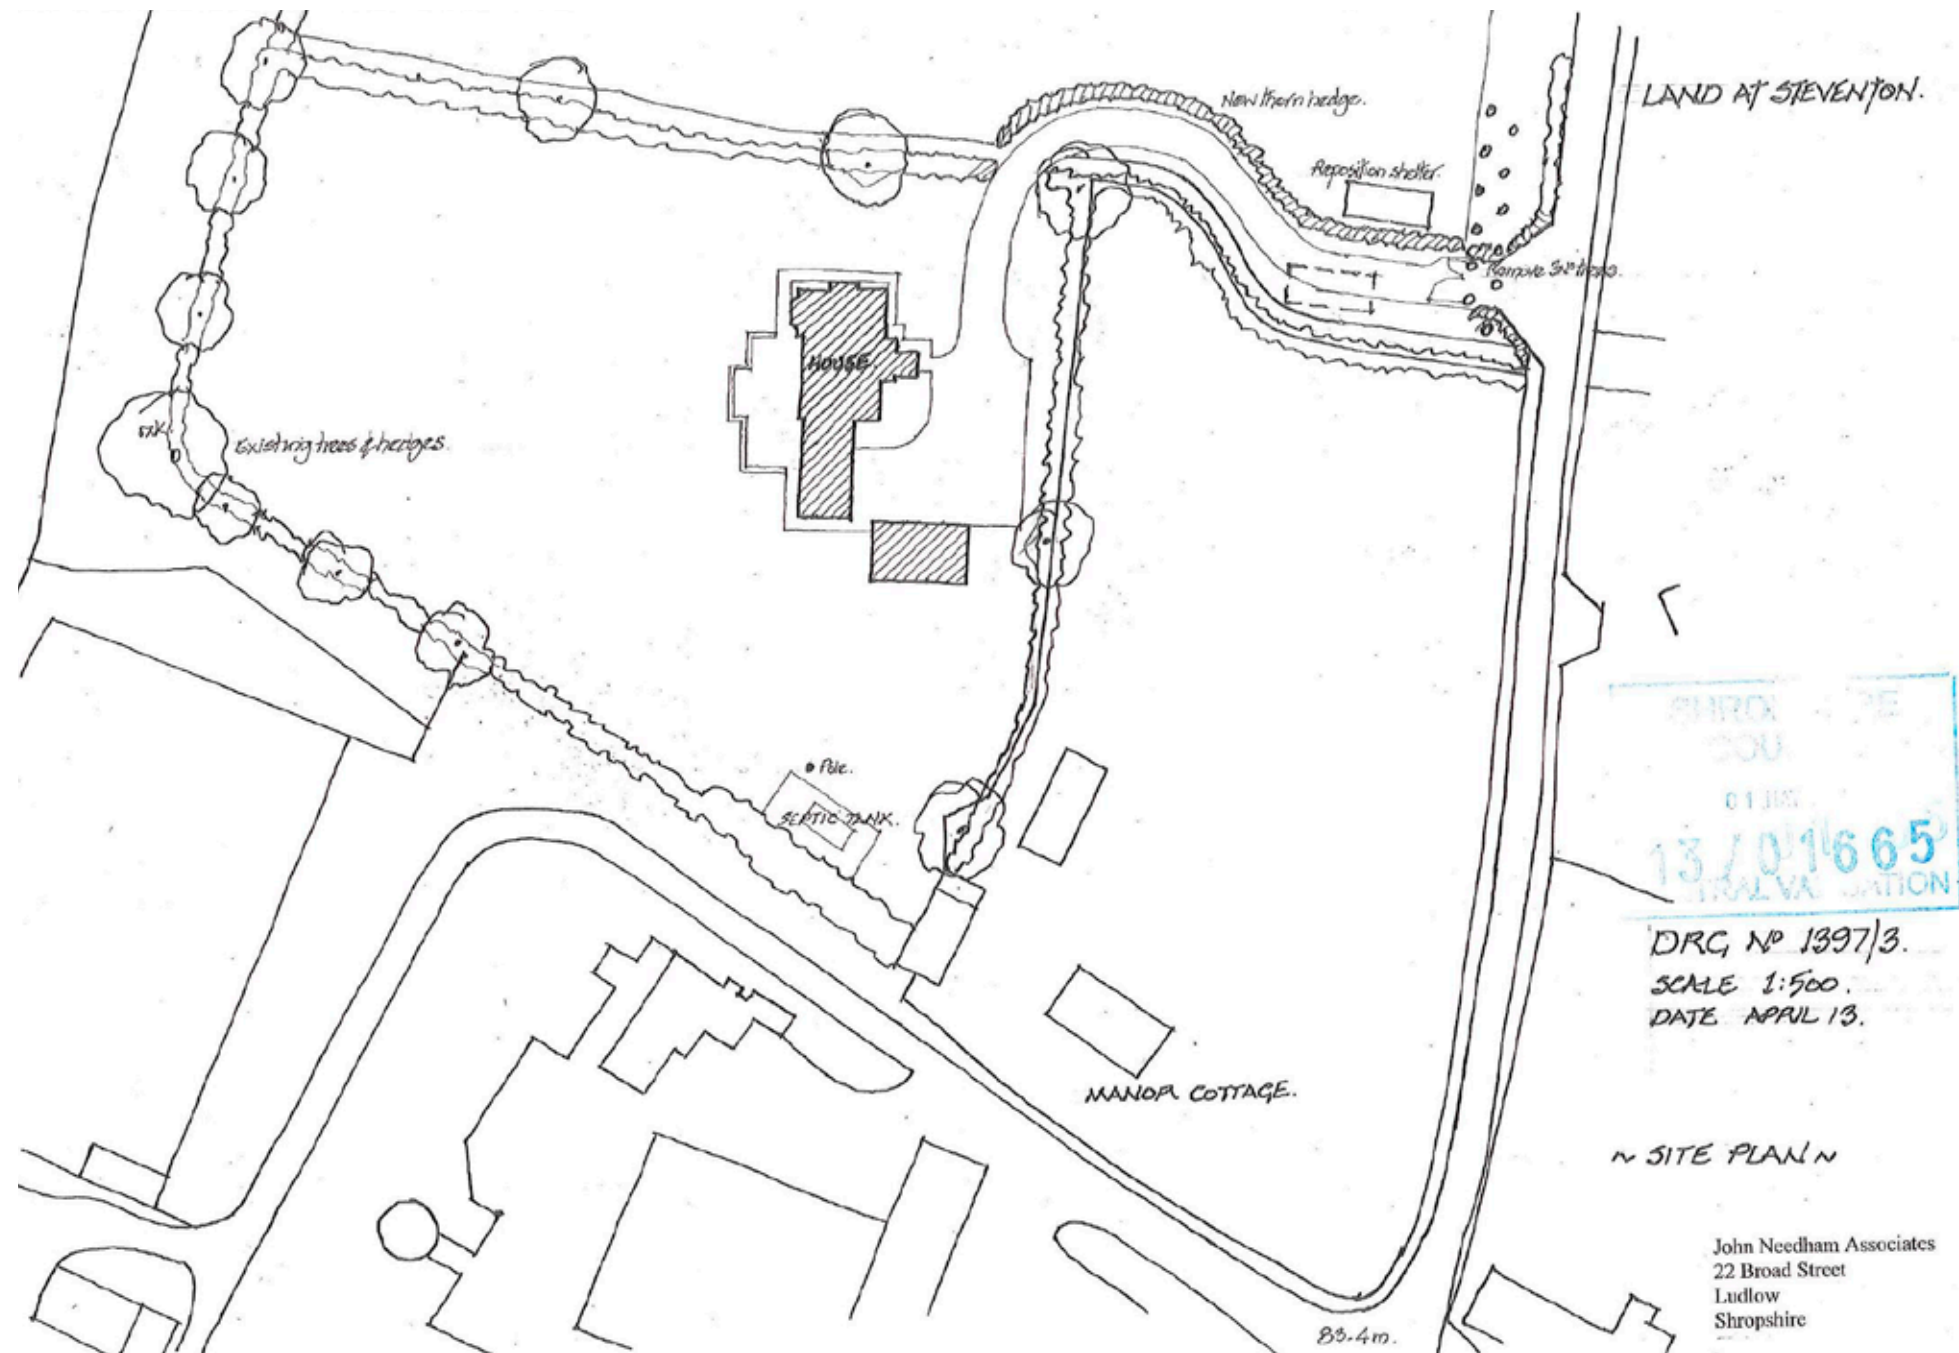 LAND AT STEVENTON.
New thorn hedge.
Reposition shelter.
Remove 3No trees.
HOUSE.
Existing trees & hedges.
Pole.
SEPTIC TANK.
MANOR COTTAGE.
83.4m.
COU
01
13/01665
DRG No 1397/3.
SCALE 1:500.
DATE APRIL 13.
~ SITE PLAN ~
John Needham Associates
22 Broad Street
Ludlow
Shropshire